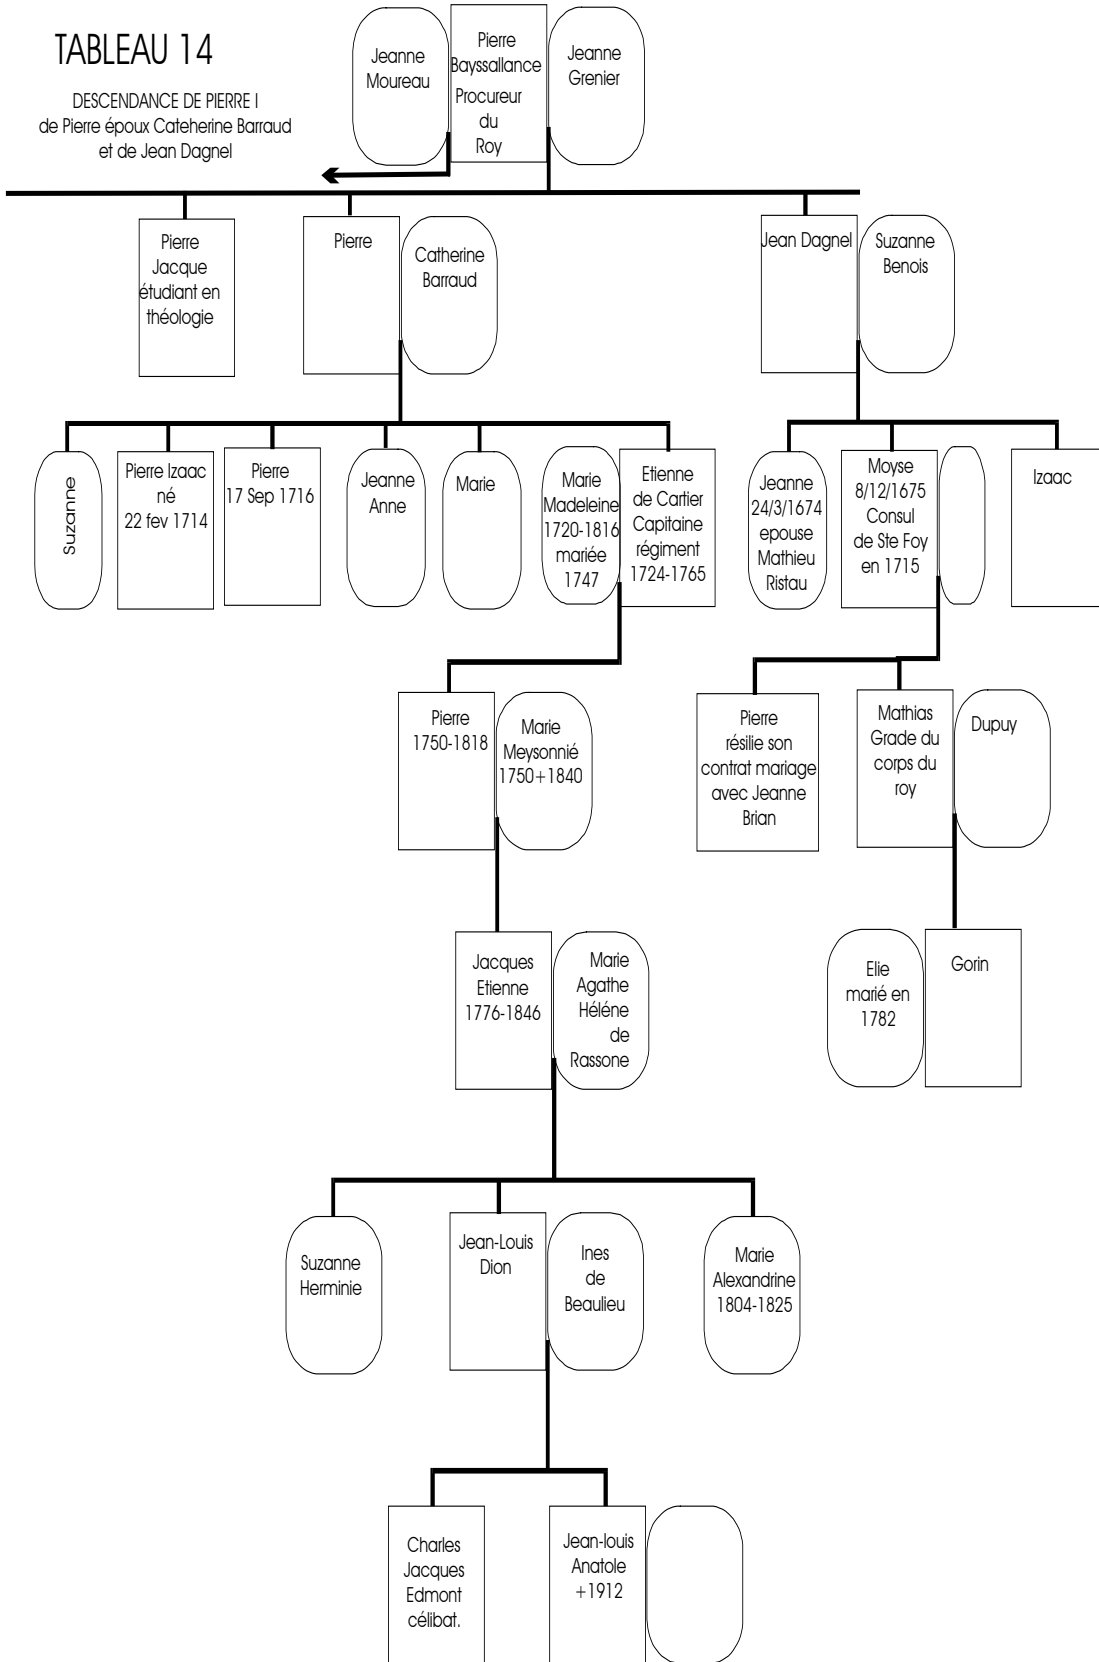 TABLEAU 14
DESCENDANCE DE PIERRE I
de Pierre époux Cateherine Barraud
et de Jean Dagnel
Jeanne
Moureau
Pierre
Bayssallance
Procureur
du
Roy
Jeanne
Grenier
Pierre
Jacque
étudiant en
théologie
Pierre
Catherine
Barraud
Jean Dagnel
Suzanne
Benois
Suzanne
Pierre Izaac
né
22 fev 1714
Pierre
17 Sep 1716
Jeanne
Anne
Marie
Marie
Madeleine
1720-1816
mariée
1747
Etienne
de Cartier
Capitaine
régiment
1724-1765
Jeanne
24/3/1674
epouse
Mathieu
Ristau
Moyse
8/12/1675
Consul
de Ste Foy
en 1715
Izaac
Pierre
1750-1818
Marie
Meysonnié
1750+1840
Pierre
résilie son
contrat mariage
avec Jeanne
Brian
Mathias
Grade du
corps du
roy
Dupuy
Jacques
Etienne
1776-1846
Marie
Agathe
Héléne
de
Rassone
Elie
marié en
1782
Gorin
Suzanne
Herminie
Jean-Louis
Dion
Ines
de
Beaulieu
Marie
Alexandrine
1804-1825
Charles
Jacques
Edmont
célibat.
Jean-louis
Anatole
+1912